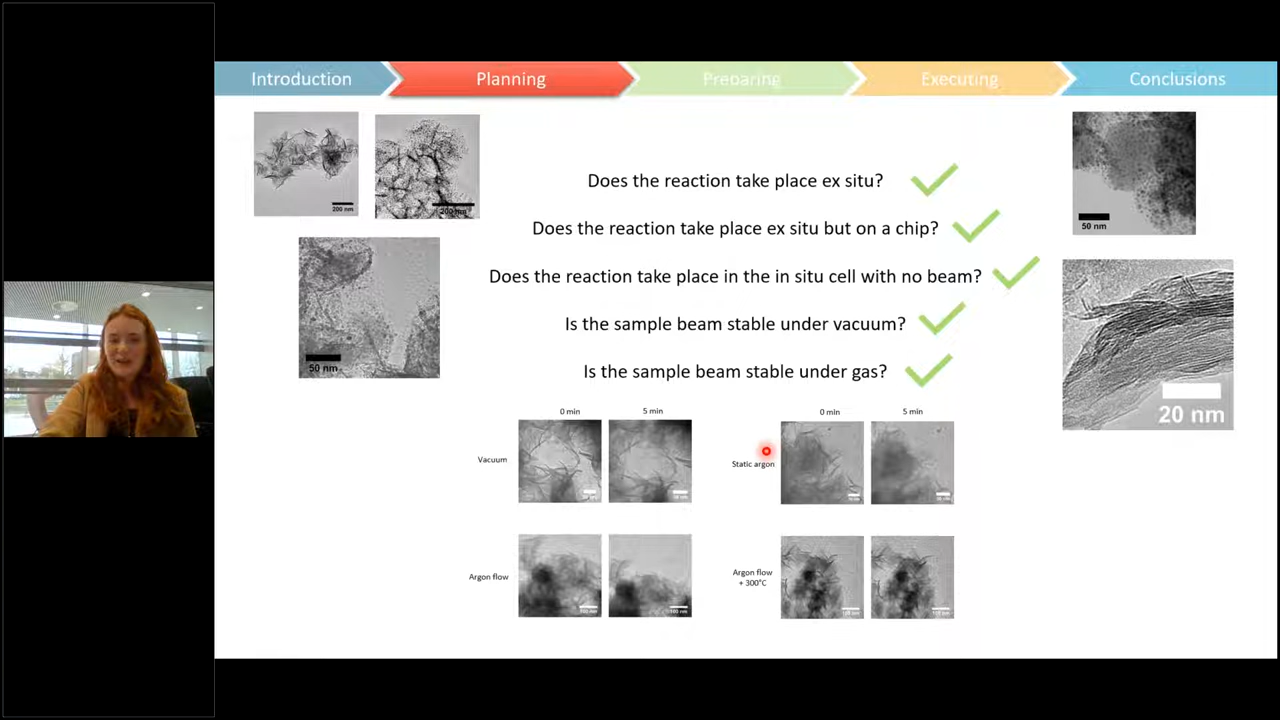 Introduction
Planning
Preparing
Executing
Conclusions
200 nm
200 nm
50 nm
Does the reaction take place ex situ?
Does the reaction take place ex situ but on a chip?
Does the reaction take place in the in situ cell with no beam?
Is the sample beam stable under vacuum?
Is the sample beam stable under gas?
50 nm
20 nm
0 min
5 min
0 min
5 min
Vacuum
Static argon
Argon flow
Argon flow
+ 300°C